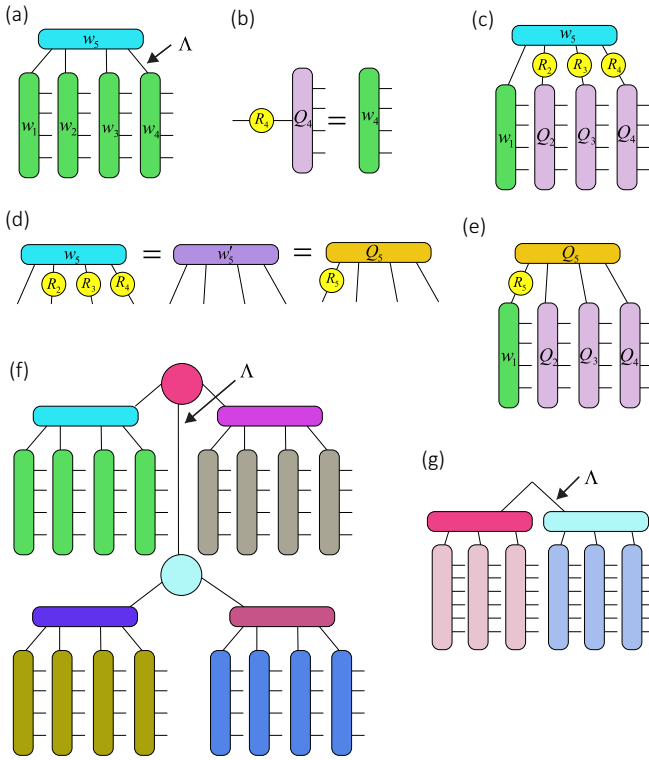 (a)
w₅
Λ
w₁
w₂
w₃
w₄
(b)
R₄
Q₄
=
w₄
(c)
w₅
R₂
R₃
R₄
w₁
Q₂
Q₃
Q₄
(d)
w₅
R₂
R₃
R₄
=
w′₅
=
Q₅
R₅
(e)
Q₅
R₅
w₁
Q₂
Q₃
Q₄
(f)
Λ
(g)
Λ